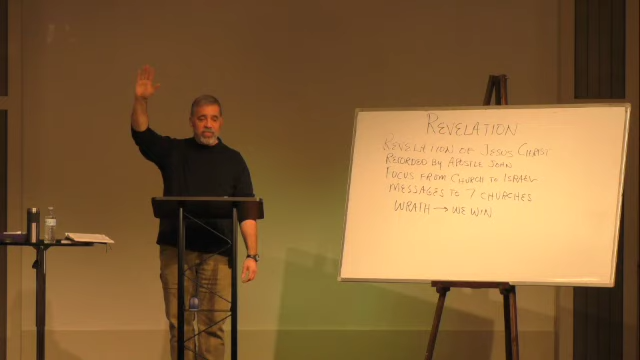 REVELATION
REVELATION OF JESUS CHRIST
RECORDED BY APOSTLE JOHN
FOCUS FROM CHURCH TO ISRAEL
MESSAGES TO 7 CHURCHES
WRATH → WE WIN